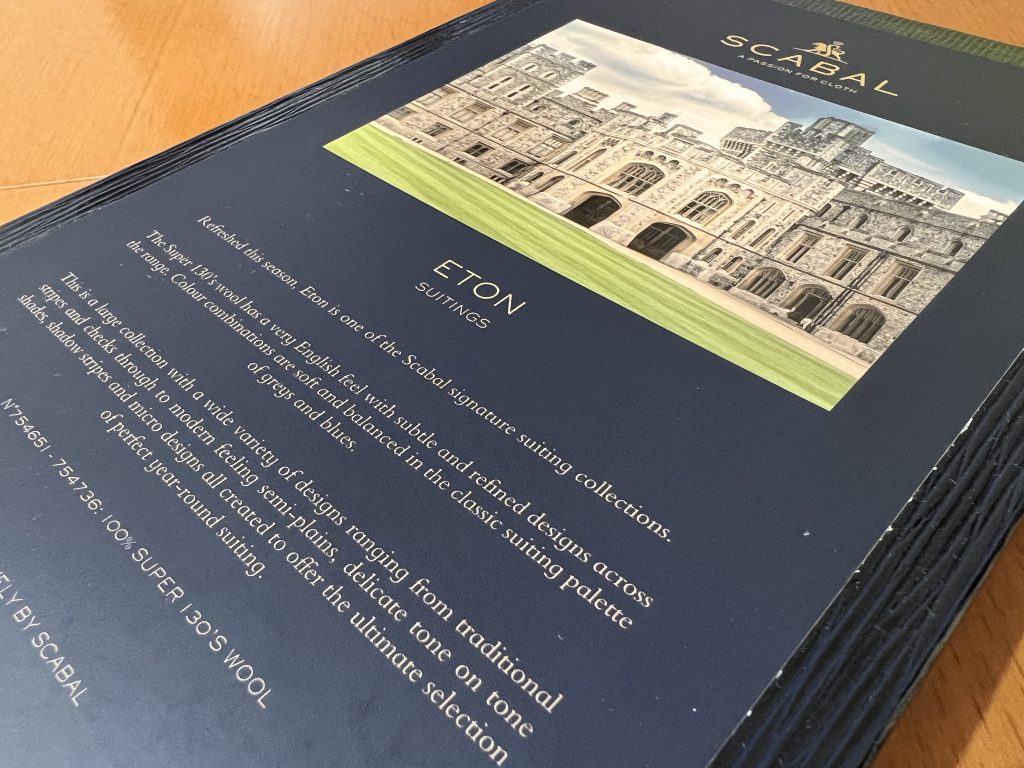 SCABAL
A PASSION FOR CLOTH
ETON
SUITINGS
Refreshed this season, Eton is one of the Scabal signature suiting collections.
The Super 130's wool has a very English feel with subtle and refined designs across
the range. Colour combinations are soft and balanced in the classic suiting palette
of greys and blues.
This is a large collection with a wide variety of designs ranging from traditional
stripes and checks through to modern feeling semi-plains, delicate tone on tone
slubs, shadow stripes and micro designs all created to offer the ultimate selection
of perfect year-round suiting.
N°754651 - 754736: 100% SUPER 130'S WOOL
BY SCABAL